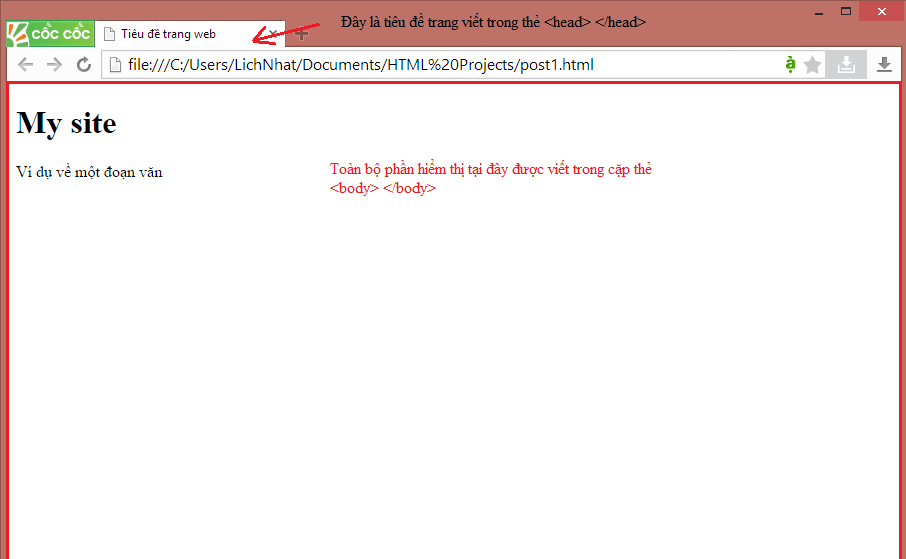 Đây là tiêu đề trang viết trong thẻ <head> </head>
CỐC CỐC
Tiêu đề trang web
file:///C:/Users/LichNhat/Documents/HTML%20Projects/post1.html
ạ
My site
Ví dụ về một đoạn văn
Toàn bộ phần hiểm thị tại đây được viết trong cặp thẻ
<body> </body>